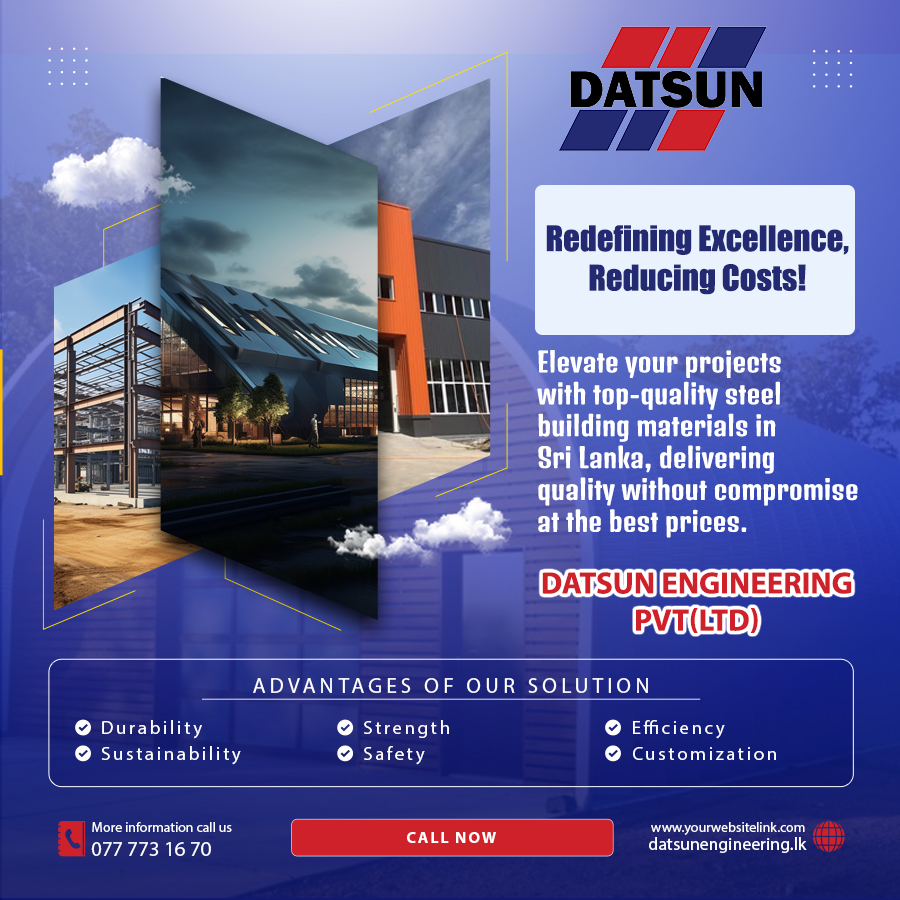 DATSUN
Redefining Excellence,
Reducing Costs!
Elevate your projects
with top-quality steel
building materials in
Sri Lanka, delivering
quality without compromise
at the best prices.
DATSUN ENGINEERING
PVT(LTD)
ADVANTAGES OF OUR SOLUTION
Durability
Strength
Efficiency
Sustainability
Safety
Customization
More information call us
077 773 16 70
CALL NOW
www.yourwebsitelink.com
datsunengineering.lk